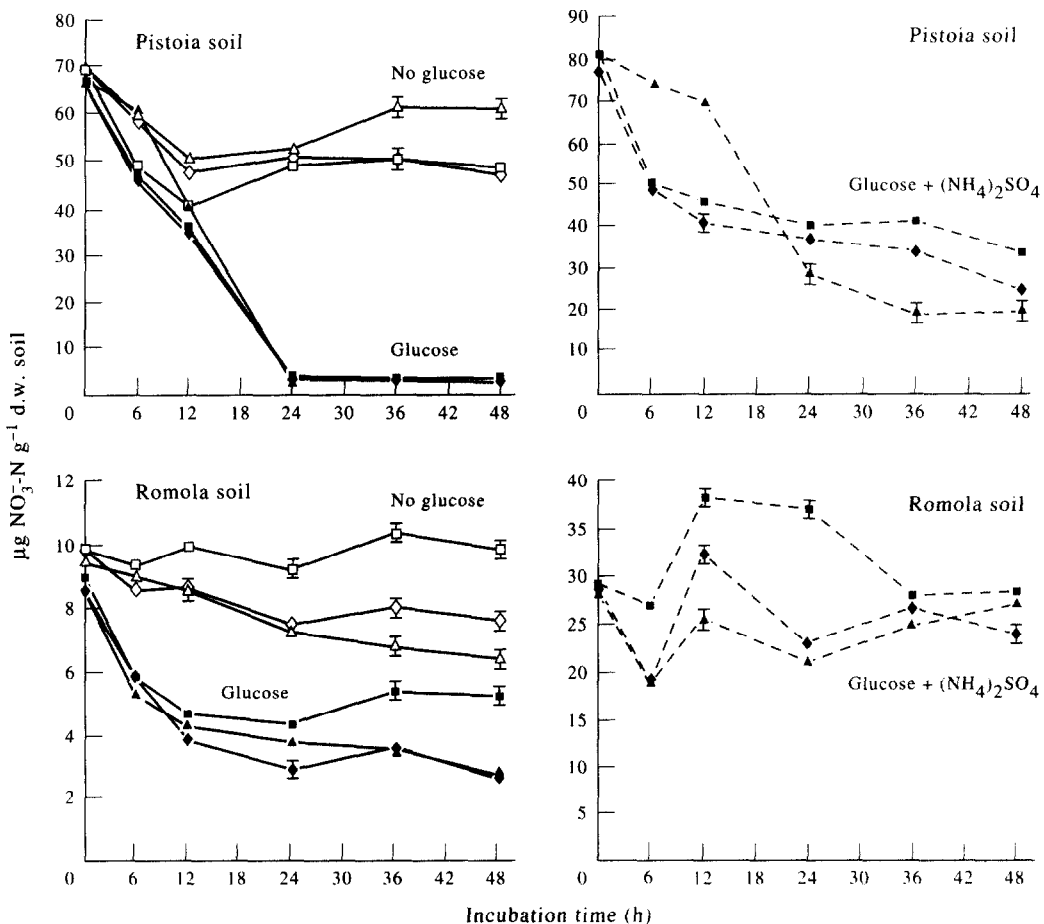 80
70
60
50
40
30
20
10
0 6 12 18 24 30 36 42 48
Pistoia soil
No glucose
Glucose
90
80
70
60
50
40
30
20
10
0 6 12 18 24 30 36 42 48
Pistoia soil
Glucose + (NH4)2SO4
µg NO3−-N g−1 d.w. soil
12
10
8
6
4
2
0 6 12 18 24 30 36 42 48
Romola soil
No glucose
Glucose
40
35
30
25
20
15
10
5
0 6 12 18 24 30 36 42 48
Romola soil
Glucose + (NH4)2SO4
Incubation time (h)